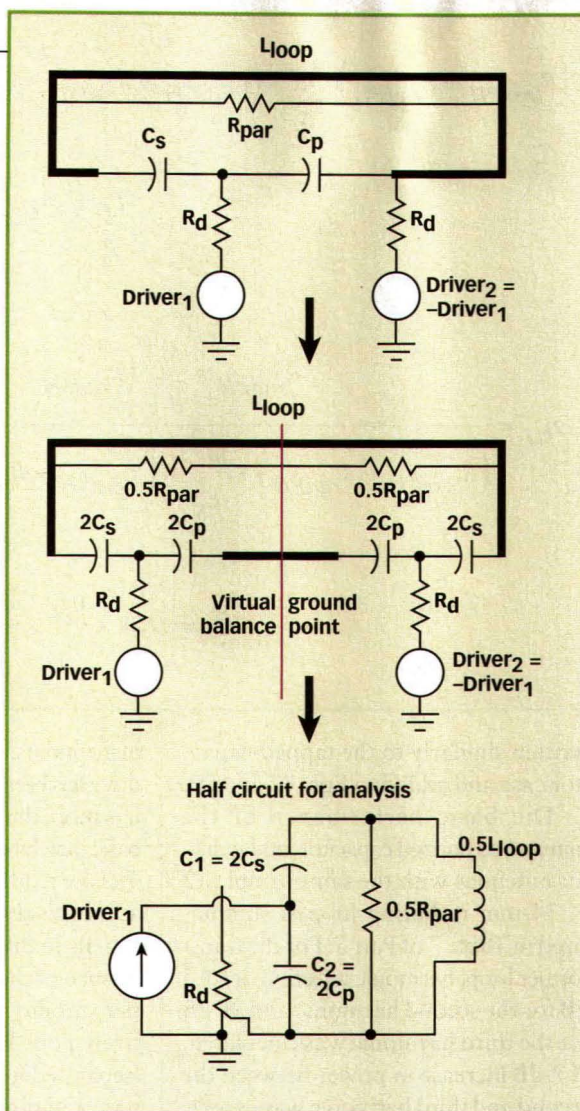 Lloop
Rpar
Cs Cp
Rd Rd
Driver1 Driver2 =
–Driver1
Lloop
0.5Rpar 0.5Rpar
2Cs 2Cp 2Cp 2Cs
Rd Rd
Virtual ground
balance point
Driver1 Driver2 =
–Driver1
Half circuit for analysis
C1 = 2Cs 0.5Lloop
Driver1 0.5Rpar
C2 =
2Cp
Rd